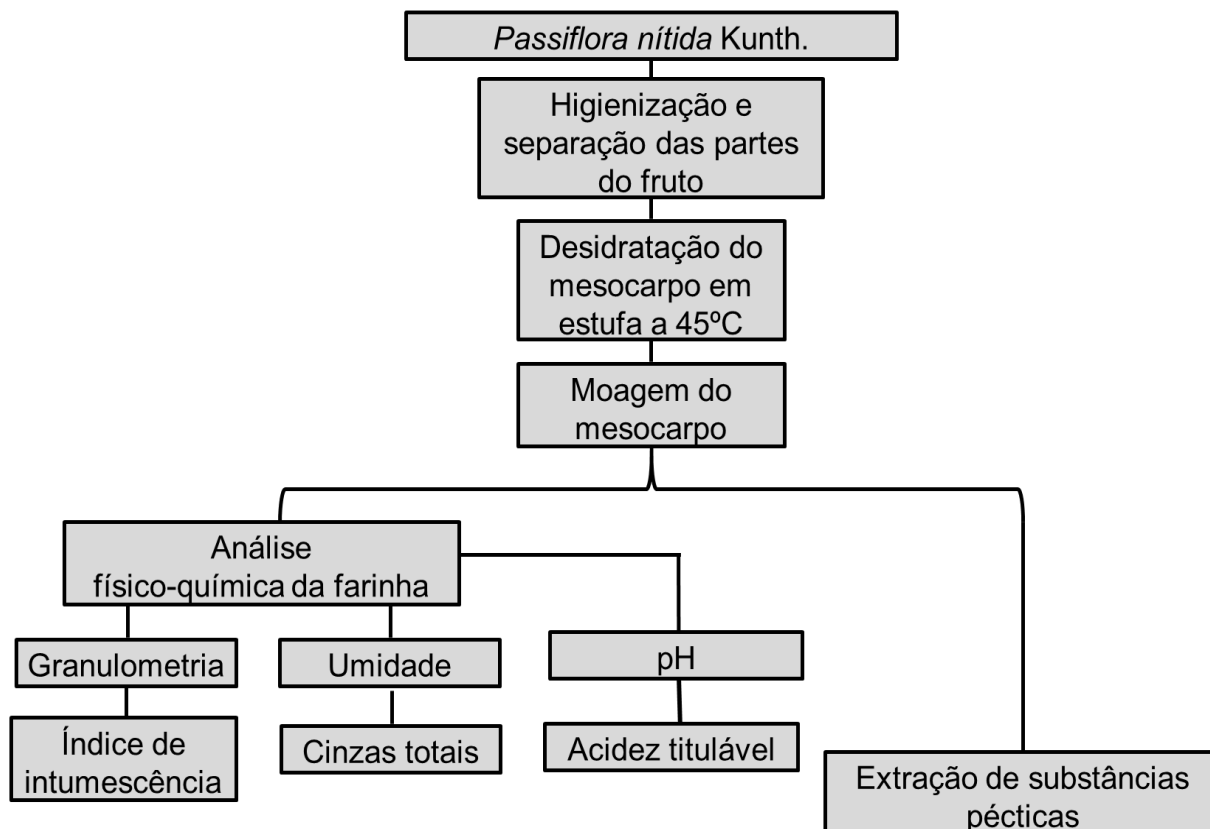 Passiflora nítida Kunth.
Higienização e
separação das partes
do fruto
Desidratação do
mesocarpo em
estufa a 45ºC
Moagem do
mesocarpo
Análise
físico-química da farinha
Granulometria
Umidade
pH
Índice de
intumescência
Cinzas totais
Acidez titulável
Extração de substâncias
pécticas